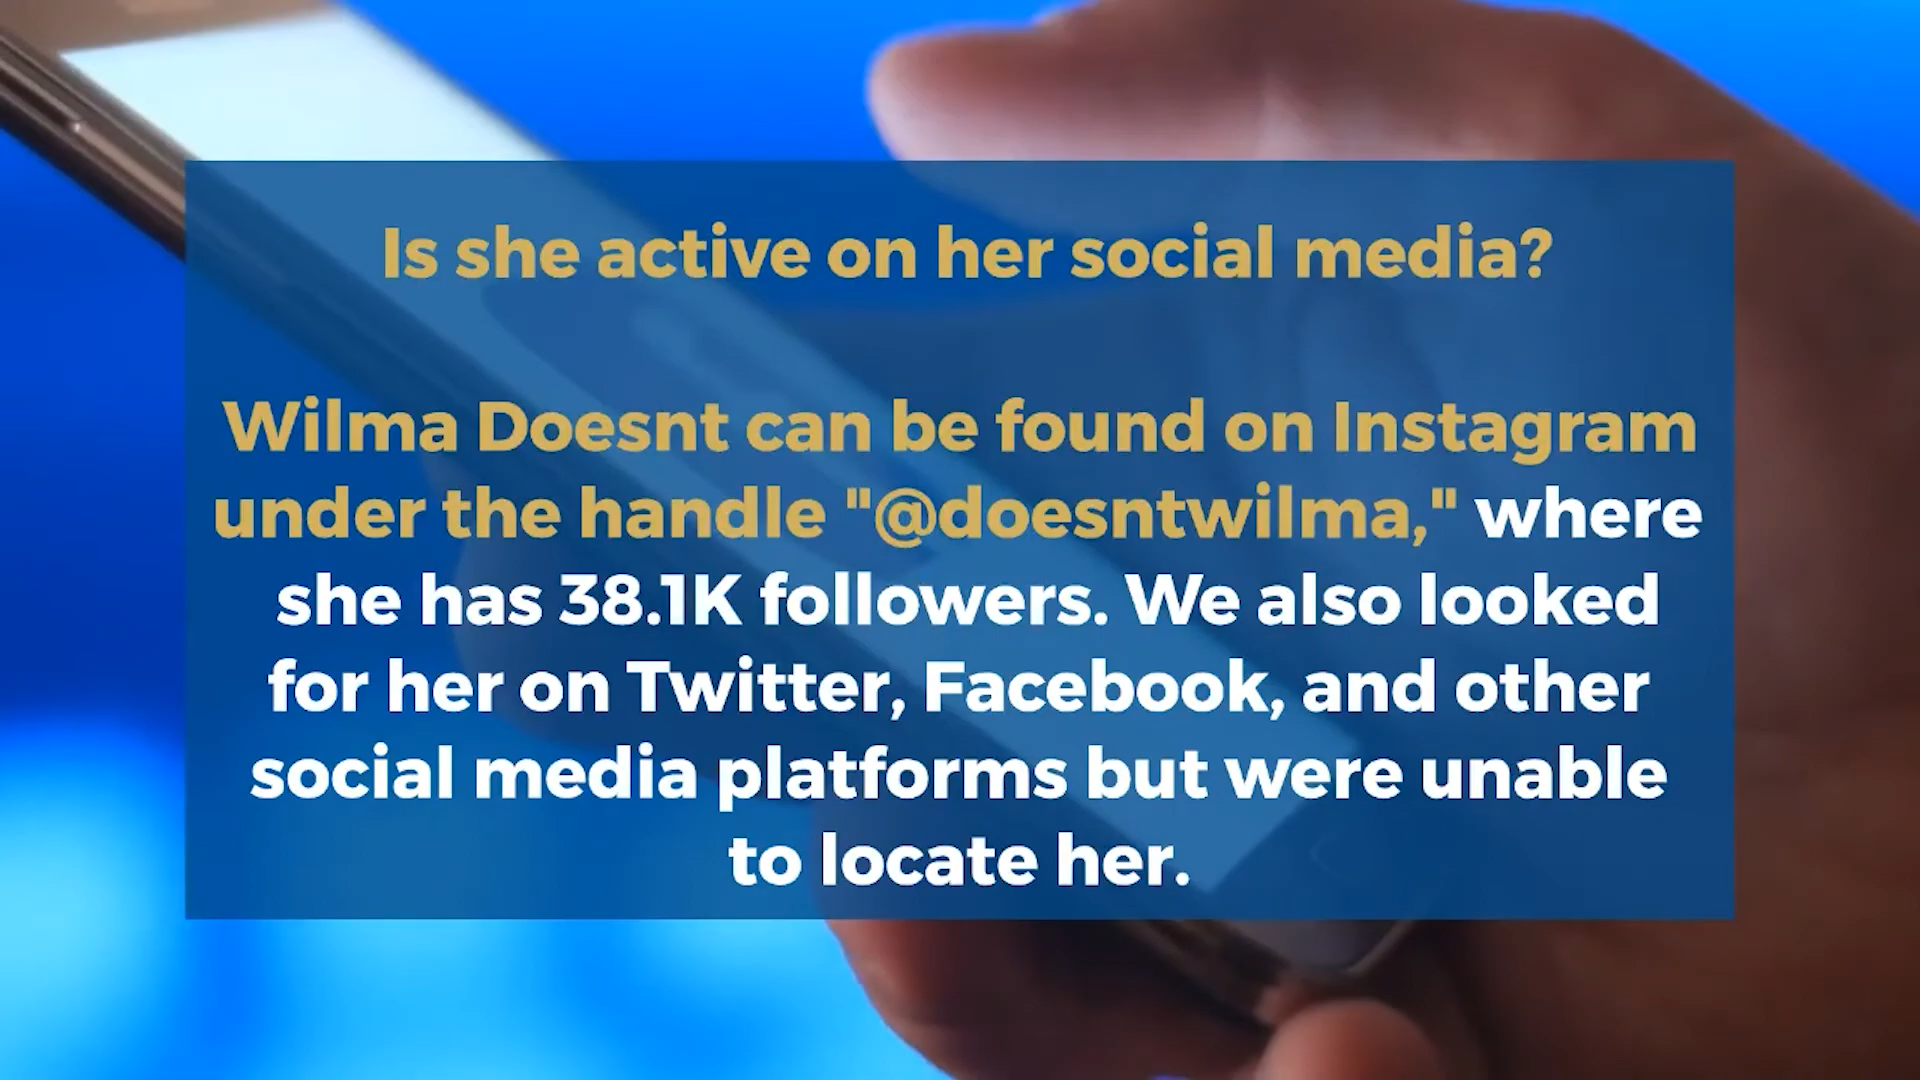 Is she active on her social media?
Wilma Doesnt can be found on Instagram
under the handle "@doesntwilma," where
she has 38.1K followers. We also looked
for her on Twitter, Facebook, and other
social media platforms but were unable
to locate her.